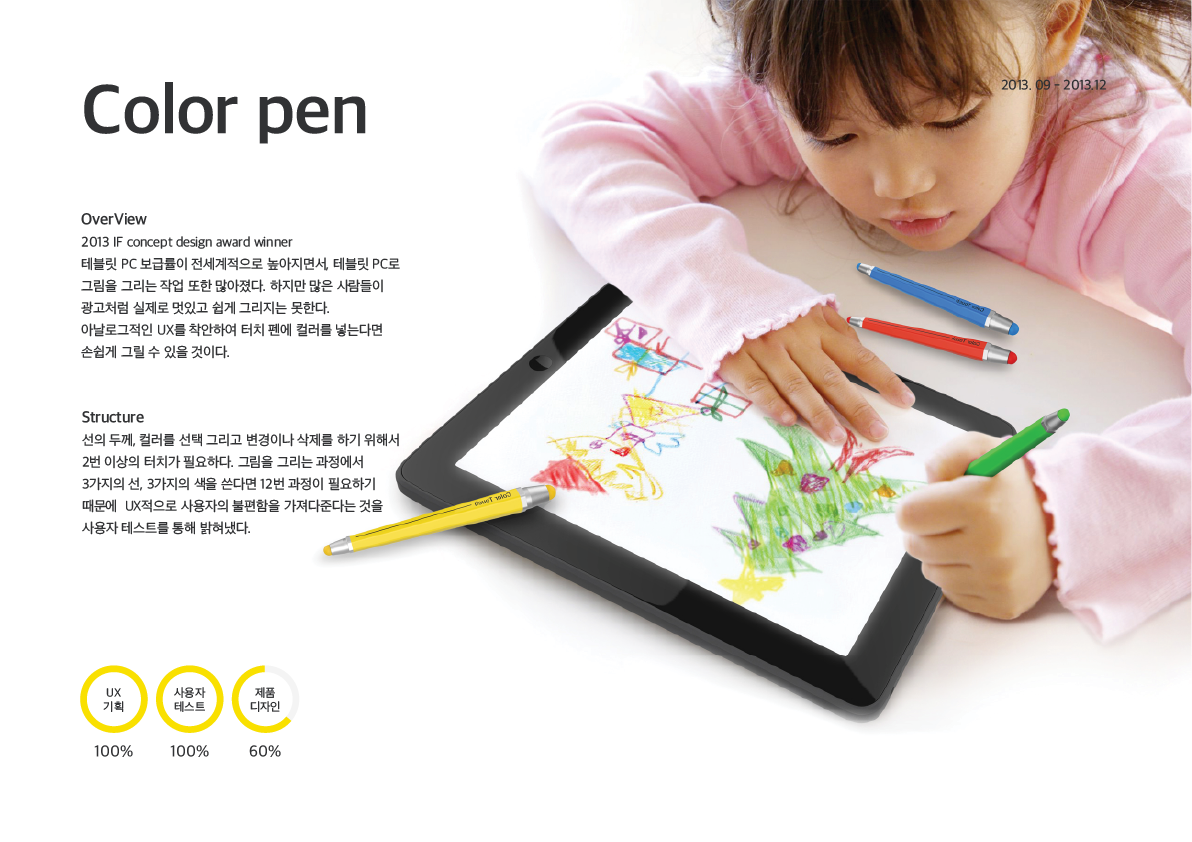 Color pen
2013. 09 - 2013.12
OverView
2013 IF concept design award winner
테블릿 PC 보급률이 전세계적으로 높아지면서, 테블릿 PC로
그림을 그리는 작업 또한 많아졌다. 하지만 많은 사람들이
광고처럼 실제로 멋있고 쉽게 그리지는 못한다.
아날로그적인 UX를 착안하여 터치 펜에 컬러를 넣는다면
손쉽게 그릴 수 있을 것이다.
Structure
선의 두께, 컬러를 선택 그리고 변경이나 삭제를 하기 위해서
2번 이상의 터치가 필요하다. 그림을 그리는 과정에서
3가지의 선, 3가지의 색을 쓴다면 12번 과정이 필요하기
때문에 UX적으로 사용자의 불편함을 가져다준다는 것을
사용자 테스트를 통해 밝혀냈다.
UX
기획
100%
사용자
테스트
100%
제품
디자인
60%